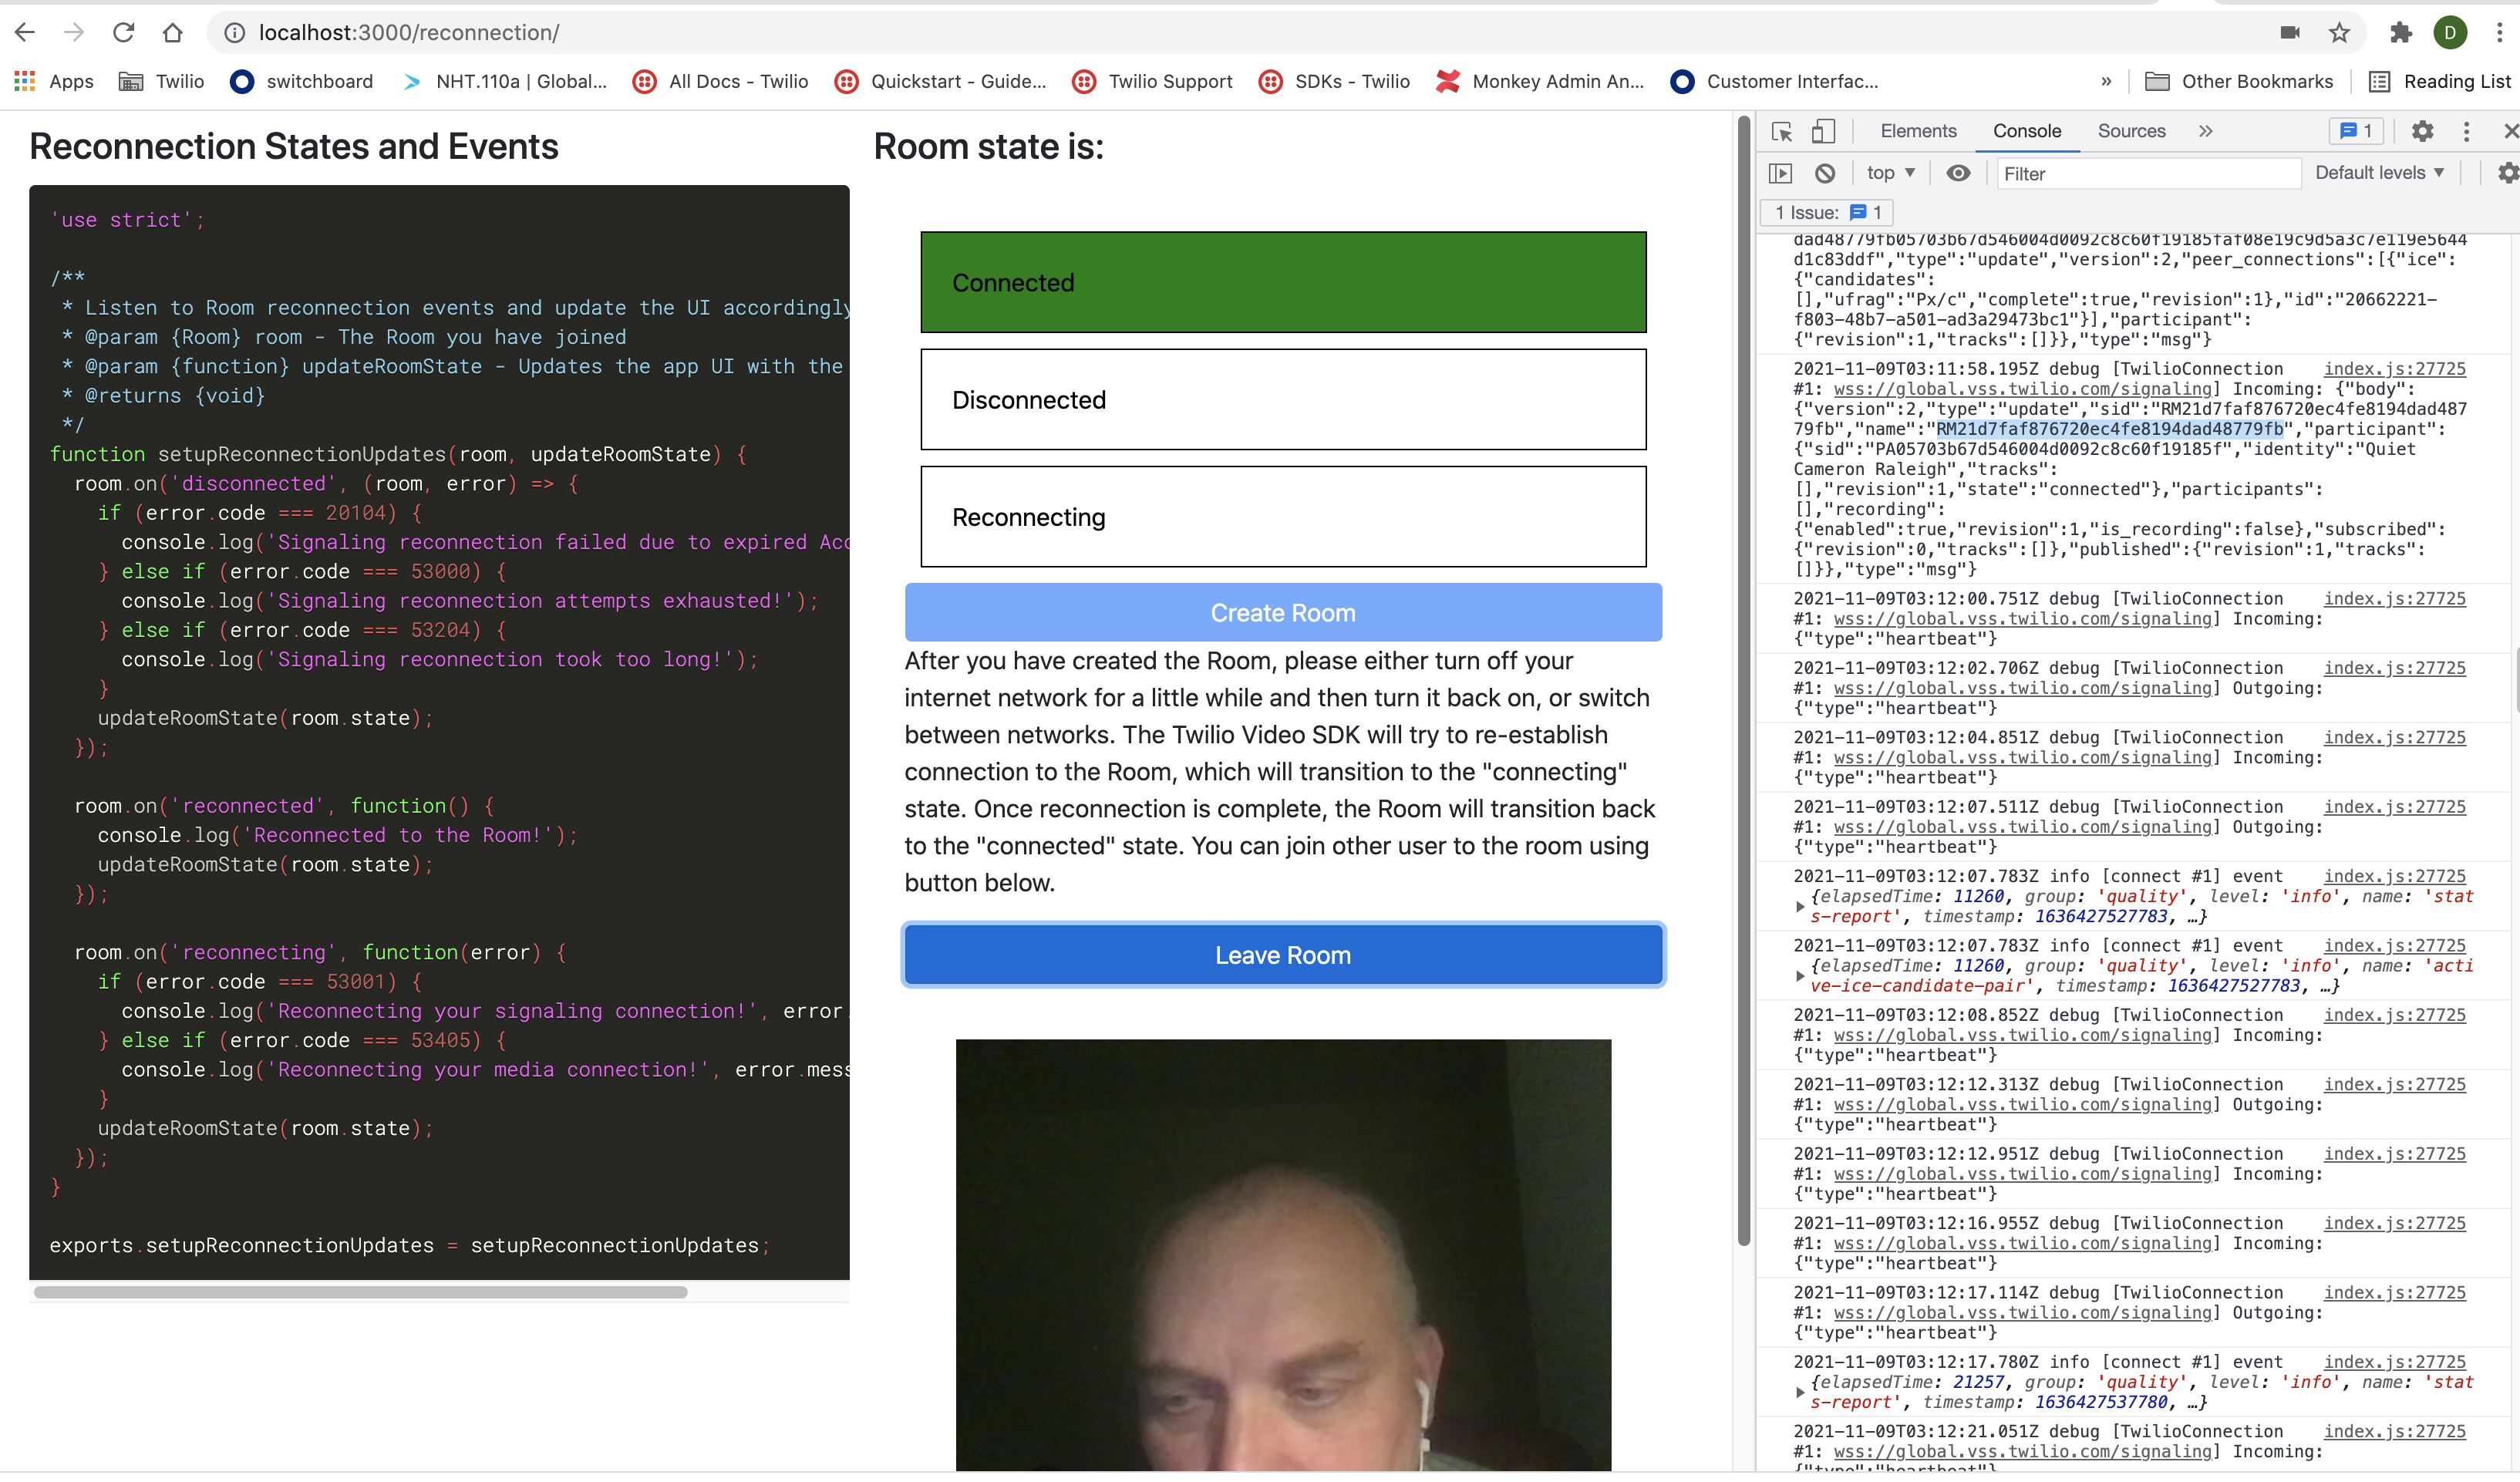 localhost:3000/reconnection/
D
Apps
Twilio
switchboard
NHT.110a | Global...
All Docs - Twilio
Quickstart - Guide...
Twilio Support
SDKs - Twilio
Monkey Admin An...
Customer Interfac...
»
Other Bookmarks
Reading List
Reconnection States and Events
'use strict';
/**
* Listen to Room reconnection events and update the UI accordingly
* @param {Room} room - The Room you have joined
* @param {function} updateRoomState - Updates the app UI with the
* @returns {void}
*/
function setupReconnectionUpdates(room, updateRoomState) {
room.on('disconnected', (room, error) => {
if (error.code === 20104) {
console.log('Signaling reconnection failed due to expired Acc
} else if (error.code === 53000) {
console.log('Signaling reconnection attempts exhausted!');
} else if (error.code === 53204) {
console.log('Signaling reconnection took too long!');
}
updateRoomState(room.state);
});
room.on('reconnected', function() {
console.log('Reconnected to the Room!');
updateRoomState(room.state);
});
room.on('reconnecting', function(error) {
if (error.code === 53001) {
console.log('Reconnecting your signaling connection!', error.
} else if (error.code === 53405) {
console.log('Reconnecting your media connection!', error.mess
}
updateRoomState(room.state);
});
}
exports.setupReconnectionUpdates = setupReconnectionUpdates;
Room state is:
Connected
Disconnected
Reconnecting
Create Room
After you have created the Room, please either turn off your
internet network for a little while and then turn it back on, or switch
between networks. The Twilio Video SDK will try to re-establish
connection to the Room, which will transition to the "connecting"
state. Once reconnection is complete, the Room will transition back
to the "connected" state. You can join other user to the room using
button below.
Leave Room
Elements
Console
Sources
»
1
top
Filter
Default levels
1 Issue: 1
dad48779fb05703b67d546004d0092c8c60f19185faf08e19c9d5a3c7e119e5644
d1c83ddf","type":"update","version":2,"peer_connections":[{"ice":
{"candidates":
[],"ufrag":"Px/c","complete":true,"revision":1},"id":"20662221-
f803-48b7-a501-ad3a29473bc1"}],"participant":
{"revision":1,"tracks":[]}},"type":"msg"}
2021-11-09T03:11:58.195Z debug [TwilioConnection index.js:27725
#1: wss://global.vss.twilio.com/signaling] Incoming: {"body":
{"version":2,"type":"update","sid":"RM21d7faf876720ec4fe8194dad487
79fb","name":"RM21d7faf876720ec4fe8194dad48779fb","participant":
{"sid":"PA05703b67d546004d0092c8c60f19185f","identity":"Quiet
Cameron Raleigh","tracks":
[],"revision":1,"state":"connected"},"participants":
[],"recording":
{"enabled":true,"revision":1,"is_recording":false},"subscribed":
{"revision":0,"tracks":[]},"published":{"revision":1,"tracks":
[]}},"type":"msg"}
2021-11-09T03:12:00.751Z debug [TwilioConnection index.js:27725
#1: wss://global.vss.twilio.com/signaling] Incoming:
{"type":"heartbeat"}
2021-11-09T03:12:02.706Z debug [TwilioConnection index.js:27725
#1: wss://global.vss.twilio.com/signaling] Outgoing:
{"type":"heartbeat"}
2021-11-09T03:12:04.851Z debug [TwilioConnection index.js:27725
#1: wss://global.vss.twilio.com/signaling] Incoming:
{"type":"heartbeat"}
2021-11-09T03:12:07.511Z debug [TwilioConnection index.js:27725
#1: wss://global.vss.twilio.com/signaling] Outgoing:
{"type":"heartbeat"}
2021-11-09T03:12:07.783Z info [connect #1] event index.js:27725
{elapsedTime: 11260, group: 'quality', level: 'info', name: 'stat
s-report', timestamp: 1636427527783, …}
2021-11-09T03:12:07.783Z info [connect #1] event index.js:27725
{elapsedTime: 11260, group: 'quality', level: 'info', name: 'acti
ve-ice-candidate-pair', timestamp: 1636427527783, …}
2021-11-09T03:12:08.852Z debug [TwilioConnection index.js:27725
#1: wss://global.vss.twilio.com/signaling] Incoming:
{"type":"heartbeat"}
2021-11-09T03:12:12.313Z debug [TwilioConnection index.js:27725
#1: wss://global.vss.twilio.com/signaling] Outgoing:
{"type":"heartbeat"}
2021-11-09T03:12:12.951Z debug [TwilioConnection index.js:27725
#1: wss://global.vss.twilio.com/signaling] Incoming:
{"type":"heartbeat"}
2021-11-09T03:12:16.955Z debug [TwilioConnection index.js:27725
#1: wss://global.vss.twilio.com/signaling] Incoming:
{"type":"heartbeat"}
2021-11-09T03:12:17.114Z debug [TwilioConnection index.js:27725
#1: wss://global.vss.twilio.com/signaling] Outgoing:
{"type":"heartbeat"}
2021-11-09T03:12:17.780Z info [connect #1] event index.js:27725
{elapsedTime: 21257, group: 'quality', level: 'info', name: 'stat
s-report', timestamp: 1636427537780, …}
2021-11-09T03:12:21.051Z debug [TwilioConnection index.js:27725
#1: wss://global.vss.twilio.com/signaling] Incoming:
{"type":"heartbeat"}